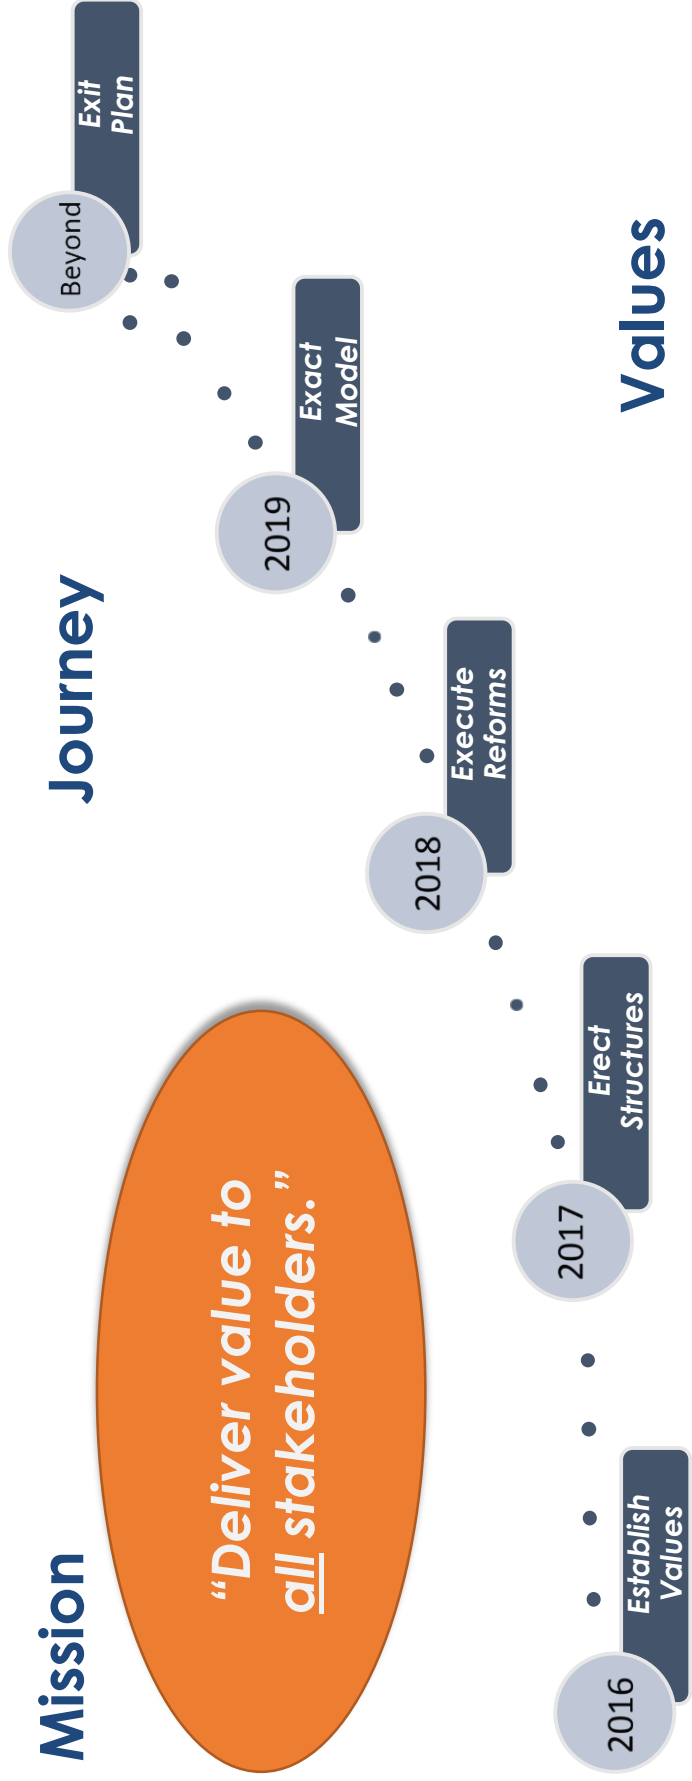 Mission
Journey
Values
“Deliver value to
all stakeholders.”
2016
Establish
Values
2017
Erect
Structures
2018
Execute
Reforms
2019
Exact
Model
Beyond
Exit
Plan